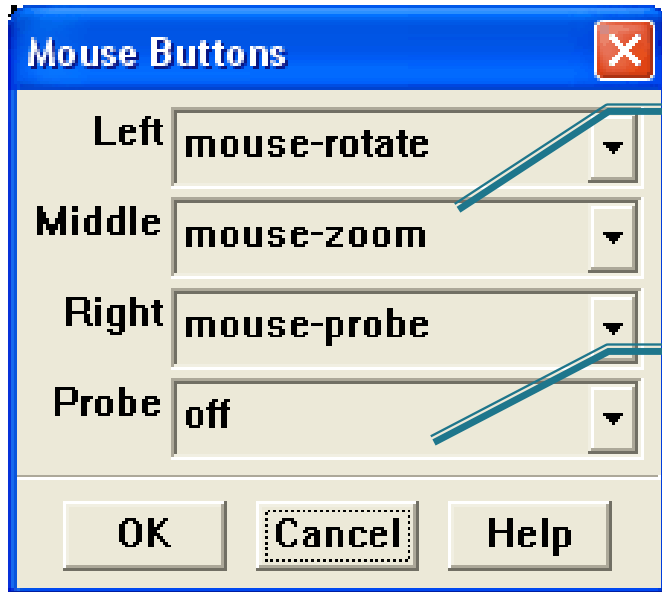 Mouse Buttons
Left mouse-rotate
Middle mouse-zoom
Right mouse-probe
Probe off
OK Cancel Help